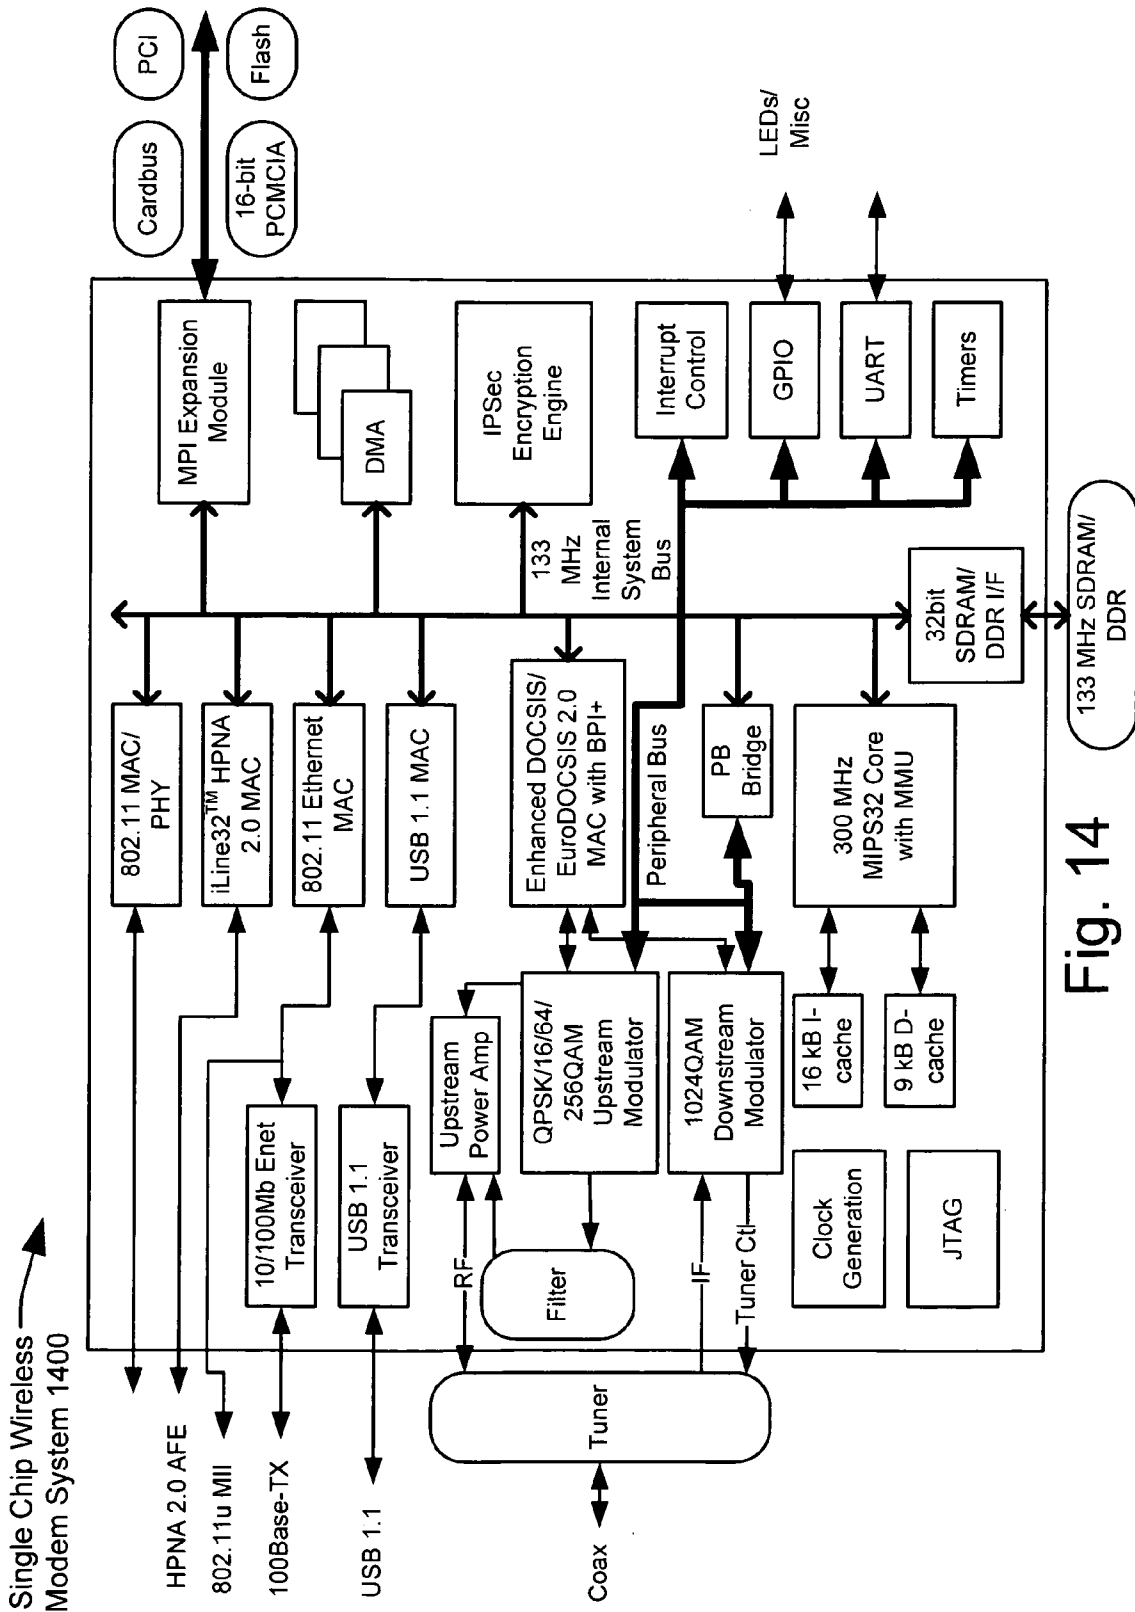 Single Chip Wireless
Modem System 1400
HPNA 2.0 AFE
802.11u MII
100Base-TX
USB 1.1
Coax
Tuner
RF
IF
Tuner Ctl
Filter
10/100Mb Enet
Transceiver
USB 1.1
Transceiver
Upstream
Power Amp
QPSK/16/64/
256QAM
Upstream
Modulator
1024QAM
Downstream
Modulator
Clock
Generation
JTAG
16 kB I-
cache
9 kB D-
cache
802.11 MAC/
PHY
iLine32™ HPNA
2.0 MAC
802.11 Ethernet
MAC
USB 1.1 MAC
Enhanced DOCSIS/
EuroDOCSIS 2.0
MAC with BPI+
Peripheral Bus
PB
Bridge
300 MHz
MIPS32 Core
with MMU
133
MHz
Internal
System
Bus
32bit
SDRAM/
DDR I/F
133 MHz SDRAM/
DDR
MPI Expansion
Module
DMA
IPSec
Encryption
Engine
Interrupt
Control
GPIO
UART
Timers
Cardbus
PCI
16-bit
PCMCIA
Flash
LEDs/
Misc
Fig. 14